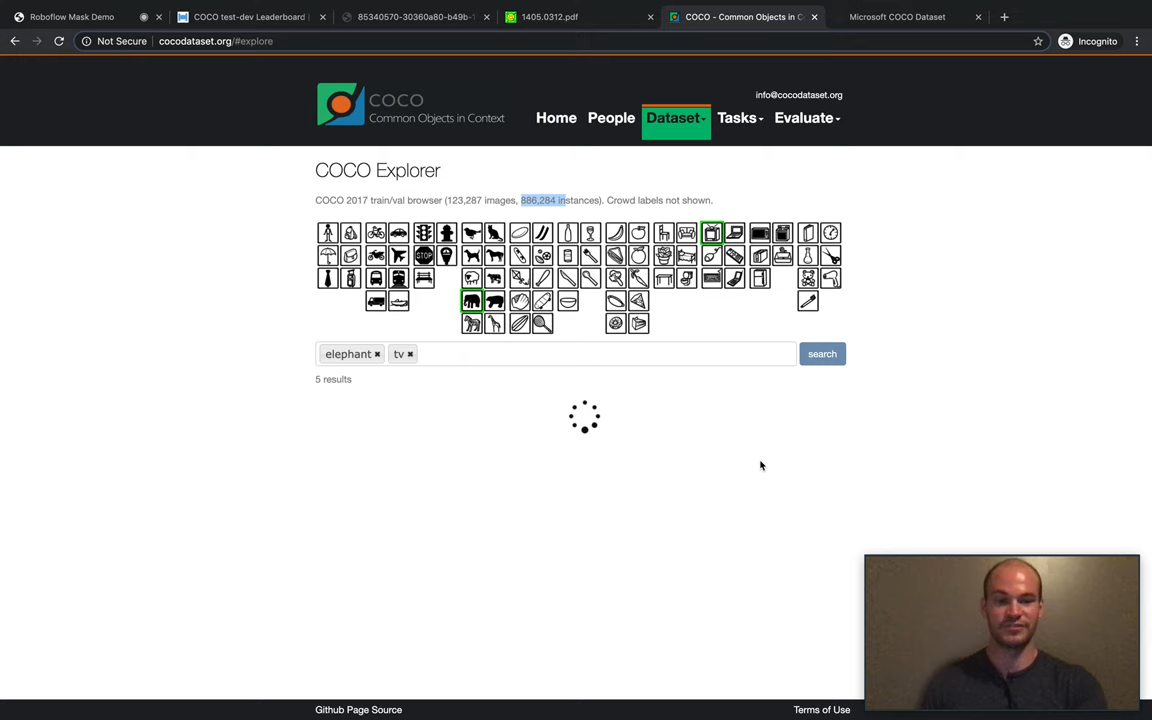 Roboflow Mask Demo
COCO test-dev Leaderboard
85340570-30360a80-b49b-
1405.0312.pdf
COCO - Common Objects in C
Microsoft COCO Dataset
Not Secure
cocodataset.org/#explore
Incognito
COCO
Common Objects in Context
info@cocodataset.org
Home
People
Dataset
Tasks
Evaluate
COCO Explorer
COCO 2017 train/val browser (123,287 images, 886,284 instances). Crowd labels not shown.
STOP
elephant
tv
search
5 results
Github Page Source
Terms of Use